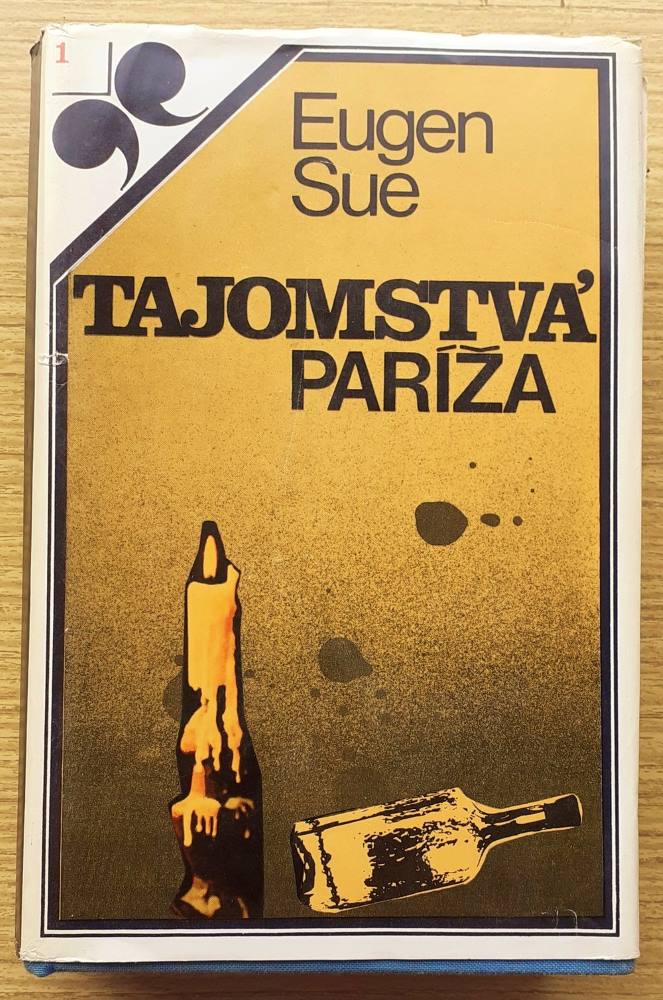 1
Eugen
Sue
TAJOMSTVÁ
PARÍŽA